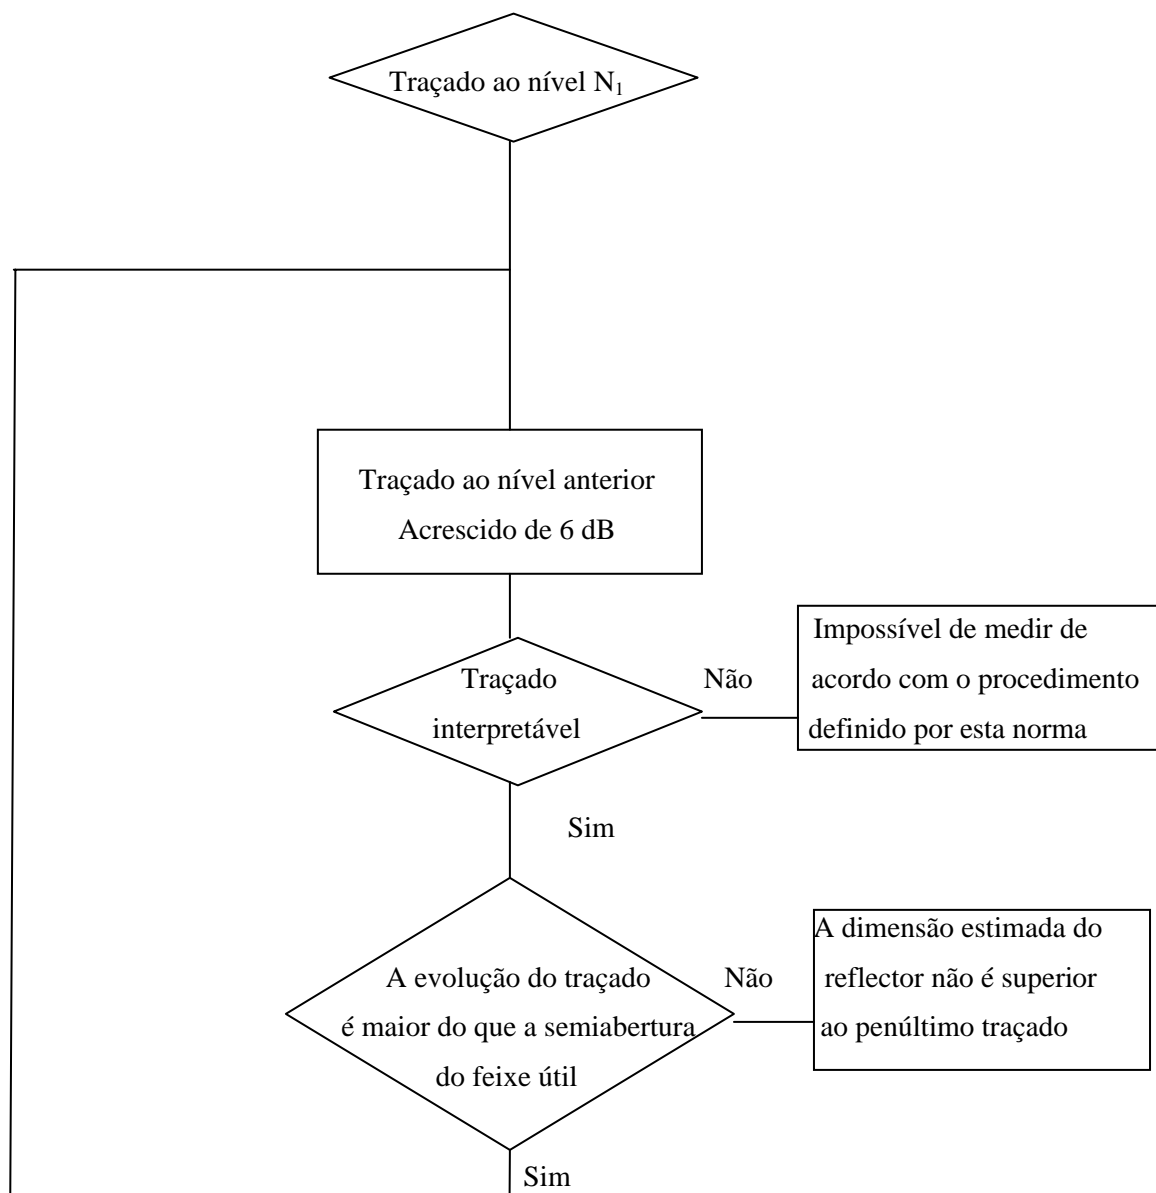 Traçado ao nível N₁
Traçado ao nível anterior
Acrescido de 6 dB
Traçado
interpretável
Não
Impossível de medir de
acordo com o procedimento
definido por esta norma
Sim
A evolução do traçado
é maior do que a semiabertura
do feixe útil
Não
A dimensão estimada do
reflector não é superior
ao penúltimo traçado
Sim